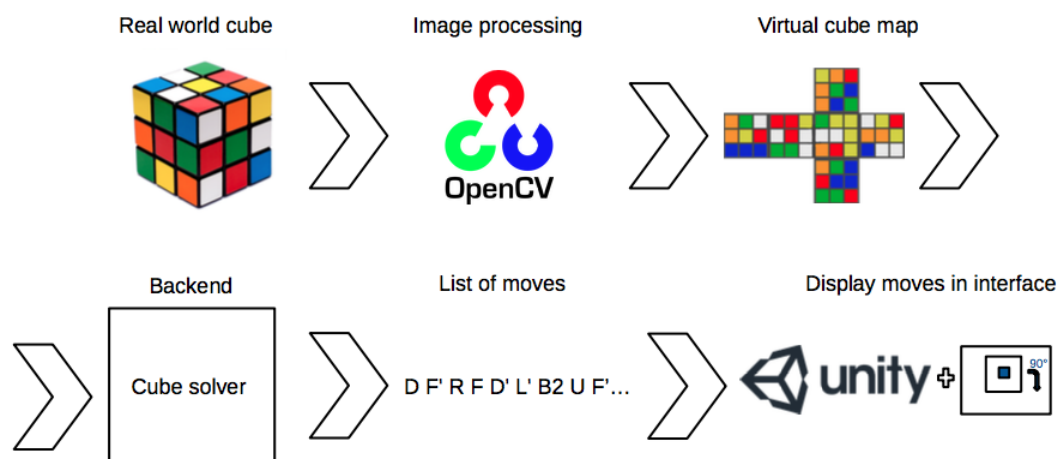 Real world cube
Image processing
Virtual cube map
OpenCV
Backend
List of moves
Display moves in interface
Cube solver
D F' R F D' L' B2 U F'...
unity
90°